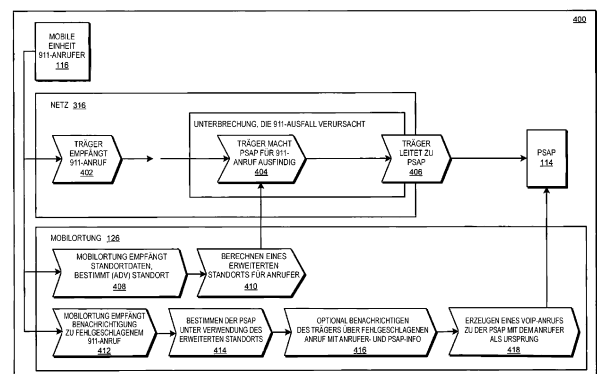 400
MOBILE
EINHEIT
911-ANRUFER
116
NETZ 316
UNTERBRECHUNG, DIE 911-AUSFALL VERURSACHT
TRÄGER
EMPFÄNGT
911-ANRUF
402
TRÄGER MACHT
PSAP FÜR 911-
ANRUF AUSFINDIG
404
TRÄGER
LEITET ZU
PSAP
406
PSAP
114
MOBILORTUNG 126
MOBILORTUNG EMPFÄNGT
STANDORTDATEN,
BESTIMMT (ADV) STANDORT
408
BERECHNEN EINES
ERWEITERTEN
STANDORTS FÜR ANRUFER
410
MOBILORTUNG EMPFÄNGT
BENACHRICHTIGUNG
ZU FEHLGESCHLAGENEM
911-ANRUF
412
BESTIMMEN DER PSAP
UNTER VERWENDUNG DES
ERWEITERTEN STANDORTS
414
OPTIONAL BENACHRICHTIGEN
DES TRÄGERS ÜBER FEHLGESCHLAGENEN
ANRUF MIT ANRUFER- UND PSAP-INFO
416
ERZEUGEN EINES VOIP-ANRUFS
ZU DER PSAP MIT DEM ANRUFER
ALS URSPRUNG
418